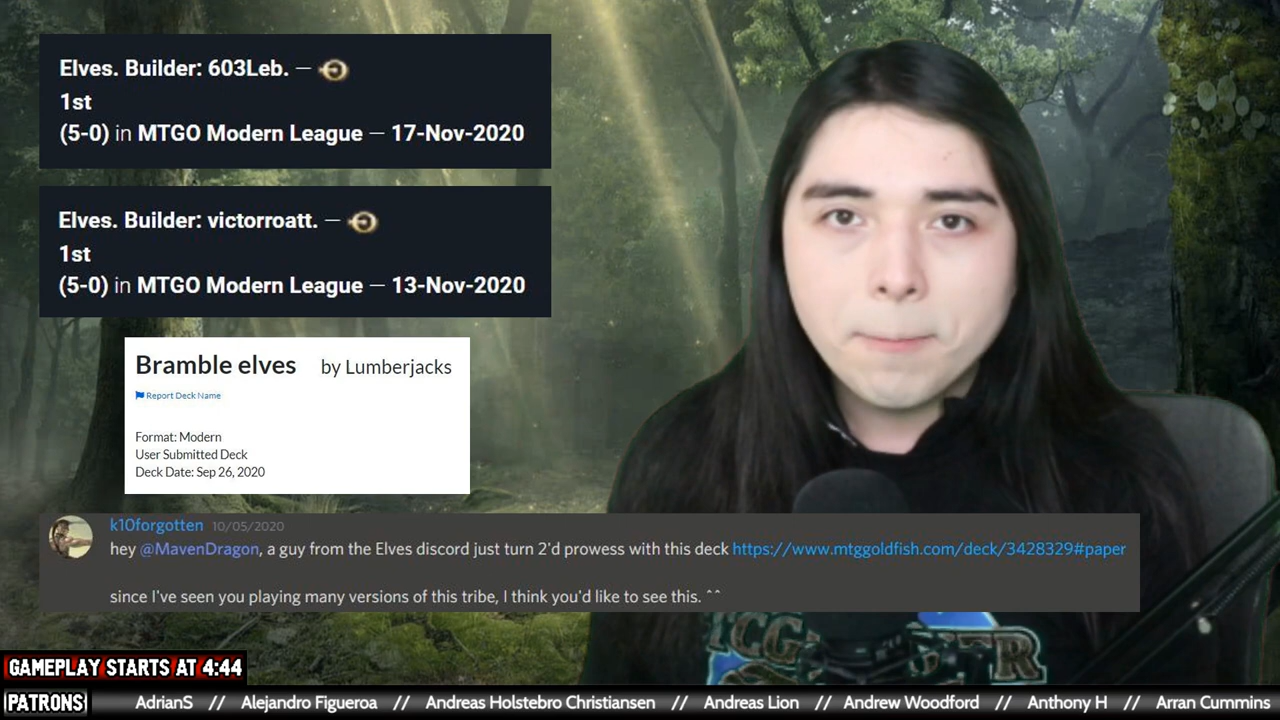 Elves. Builder: 603Leb. —
1st
(5-0) in MTGO Modern League — 17-Nov-2020
Elves. Builder: victorroatt. —
1st
(5-0) in MTGO Modern League — 13-Nov-2020
Bramble elves by Lumberjacks
Report Deck Name
Format: Modern
User Submitted Deck
Deck Date: Sep 26, 2020
k10forgotten 10/05/2020
hey @MavenDragon, a guy from the Elves discord just turn 2'd prowess with this deck https://www.mtggoldfish.com/deck/3428329#paper
since I've seen you playing many versions of this tribe, I think you'd like to see this. ^^
GAMEPLAY STARTS AT 4:44
PATRONS AdrianS // Alejandro Figueroa // Andreas Holstebro Christiansen // Andreas Lion // Andrew Woodford // Anthony H // Arran Cummins